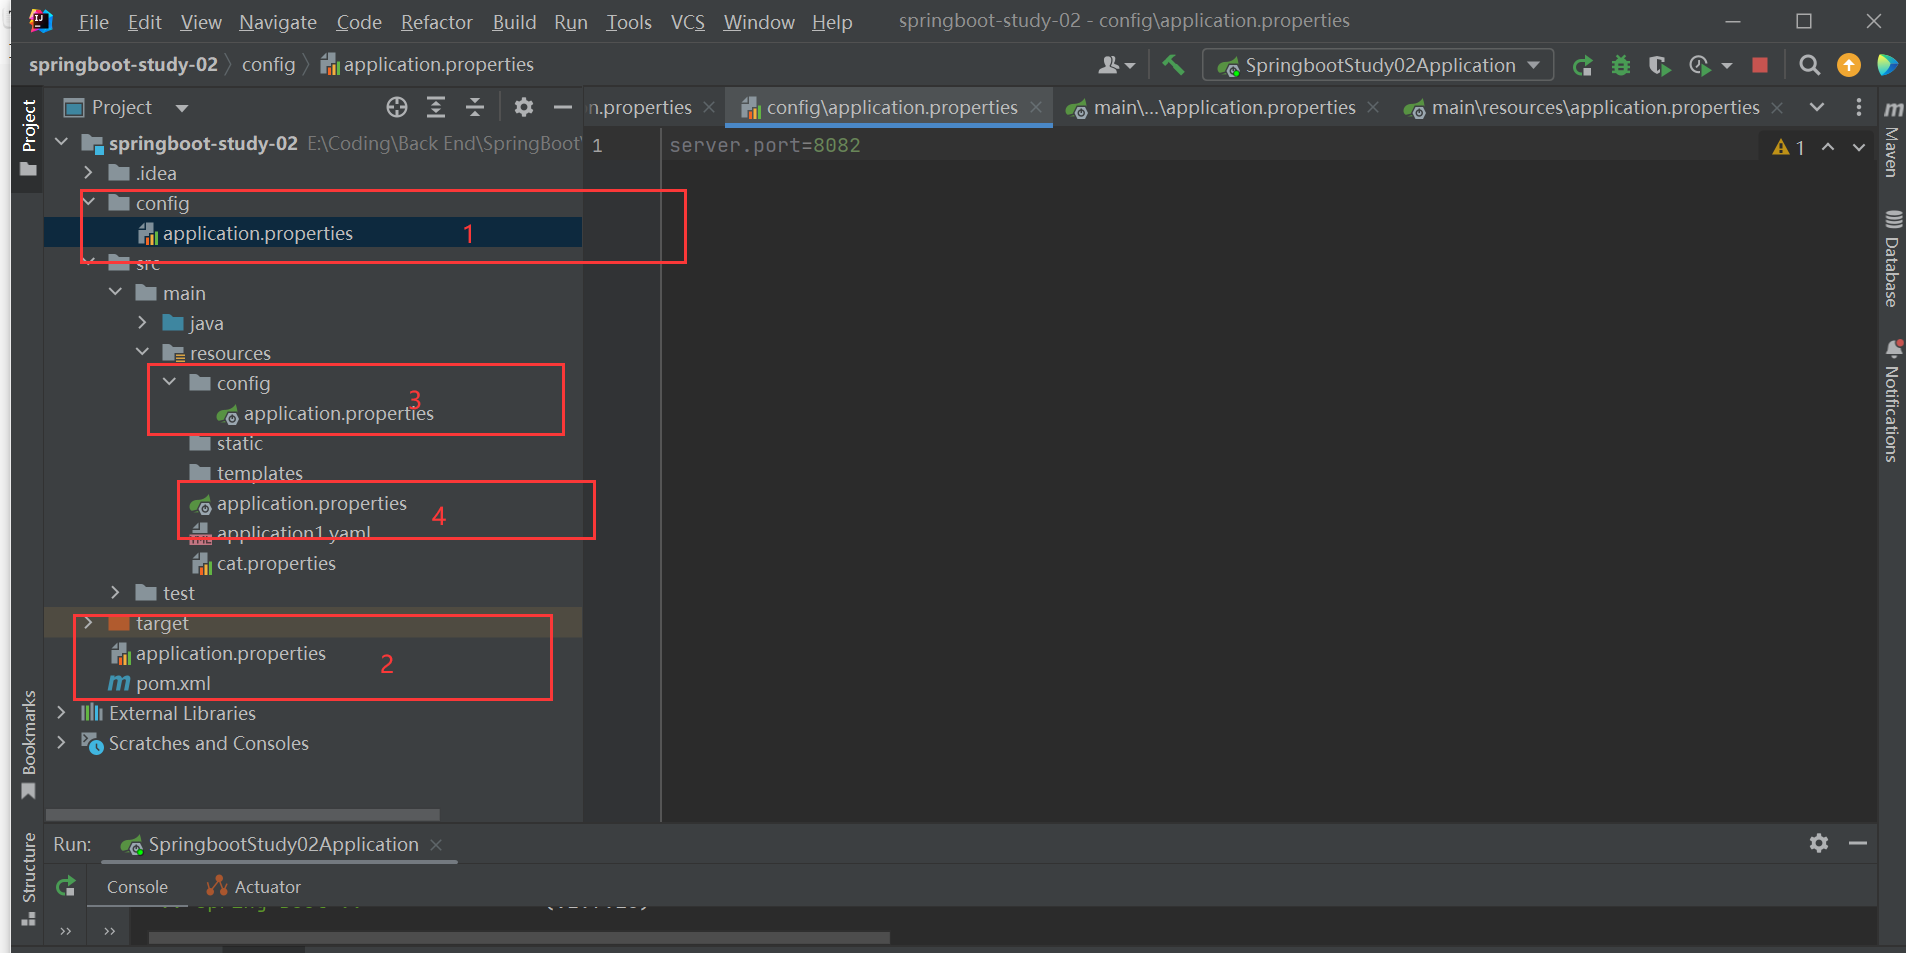 File Edit View Navigate Code Refactor Build Run Tools VCS Window Help springboot-study-02 - config\application.properties
springboot-study-02 config application.properties SpringbootStudy02Application
Project n.properties config\application.properties main\...\application.properties main\resources\application.properties
springboot-study-02 E:\Coding\Back End\SpringBoot\
1 server.port=8082 1
.idea
config
application.properties 1
src
main
java
resources
config
application.properties 3
static
templates
application.properties 4
application1.yaml
cat.properties
test
target
application.properties 2
pom.xml
External Libraries
Scratches and Consoles
Project
Bookmarks
Structure
Maven
Database
Notifications
Run: SpringbootStudy02Application
Console Actuator